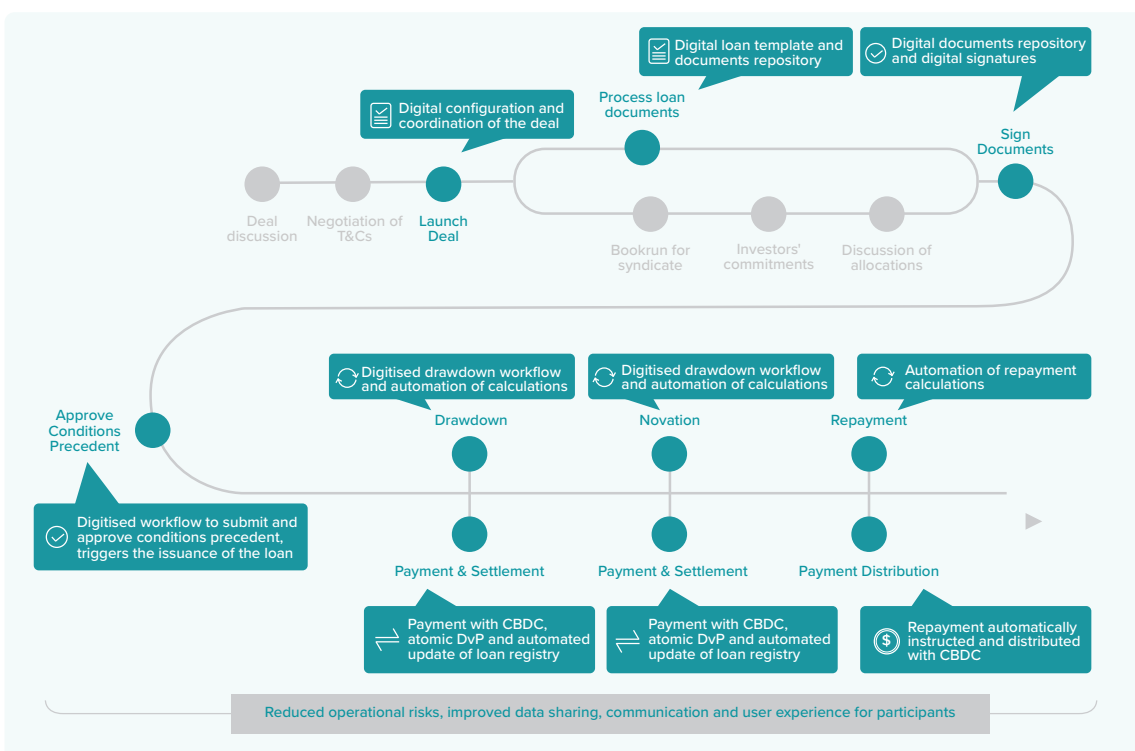 Digital loan template and
documents repository
Digital documents repository
and digital signatures
Digital configuration and
coordination of the deal
Process loan
documents
Sign
Documents
Deal
discussion
Negotiation of
T&Cs
Launch
Deal
Bookrun for
syndicate
Investors'
commitments
Discussion of
allocations
Approve
Conditions
Precedent
Digitised workflow to submit and
approve conditions precedent,
triggers the issuance of the loan
Digitised drawdown workflow
and automation of calculations
Drawdown
Digitised drawdown workflow
and automation of calculations
Novation
Automation of repayment
calculations
Repayment
Payment & Settlement
Payment with CBDC,
atomic DvP and automated
update of loan registry
Payment & Settlement
Payment with CBDC,
atomic DvP and automated
update of loan registry
Payment Distribution
$
Repayment automatically
instructed and distributed
with CBDC
Reduced operational risks, improved data sharing, communication and user experience for participants